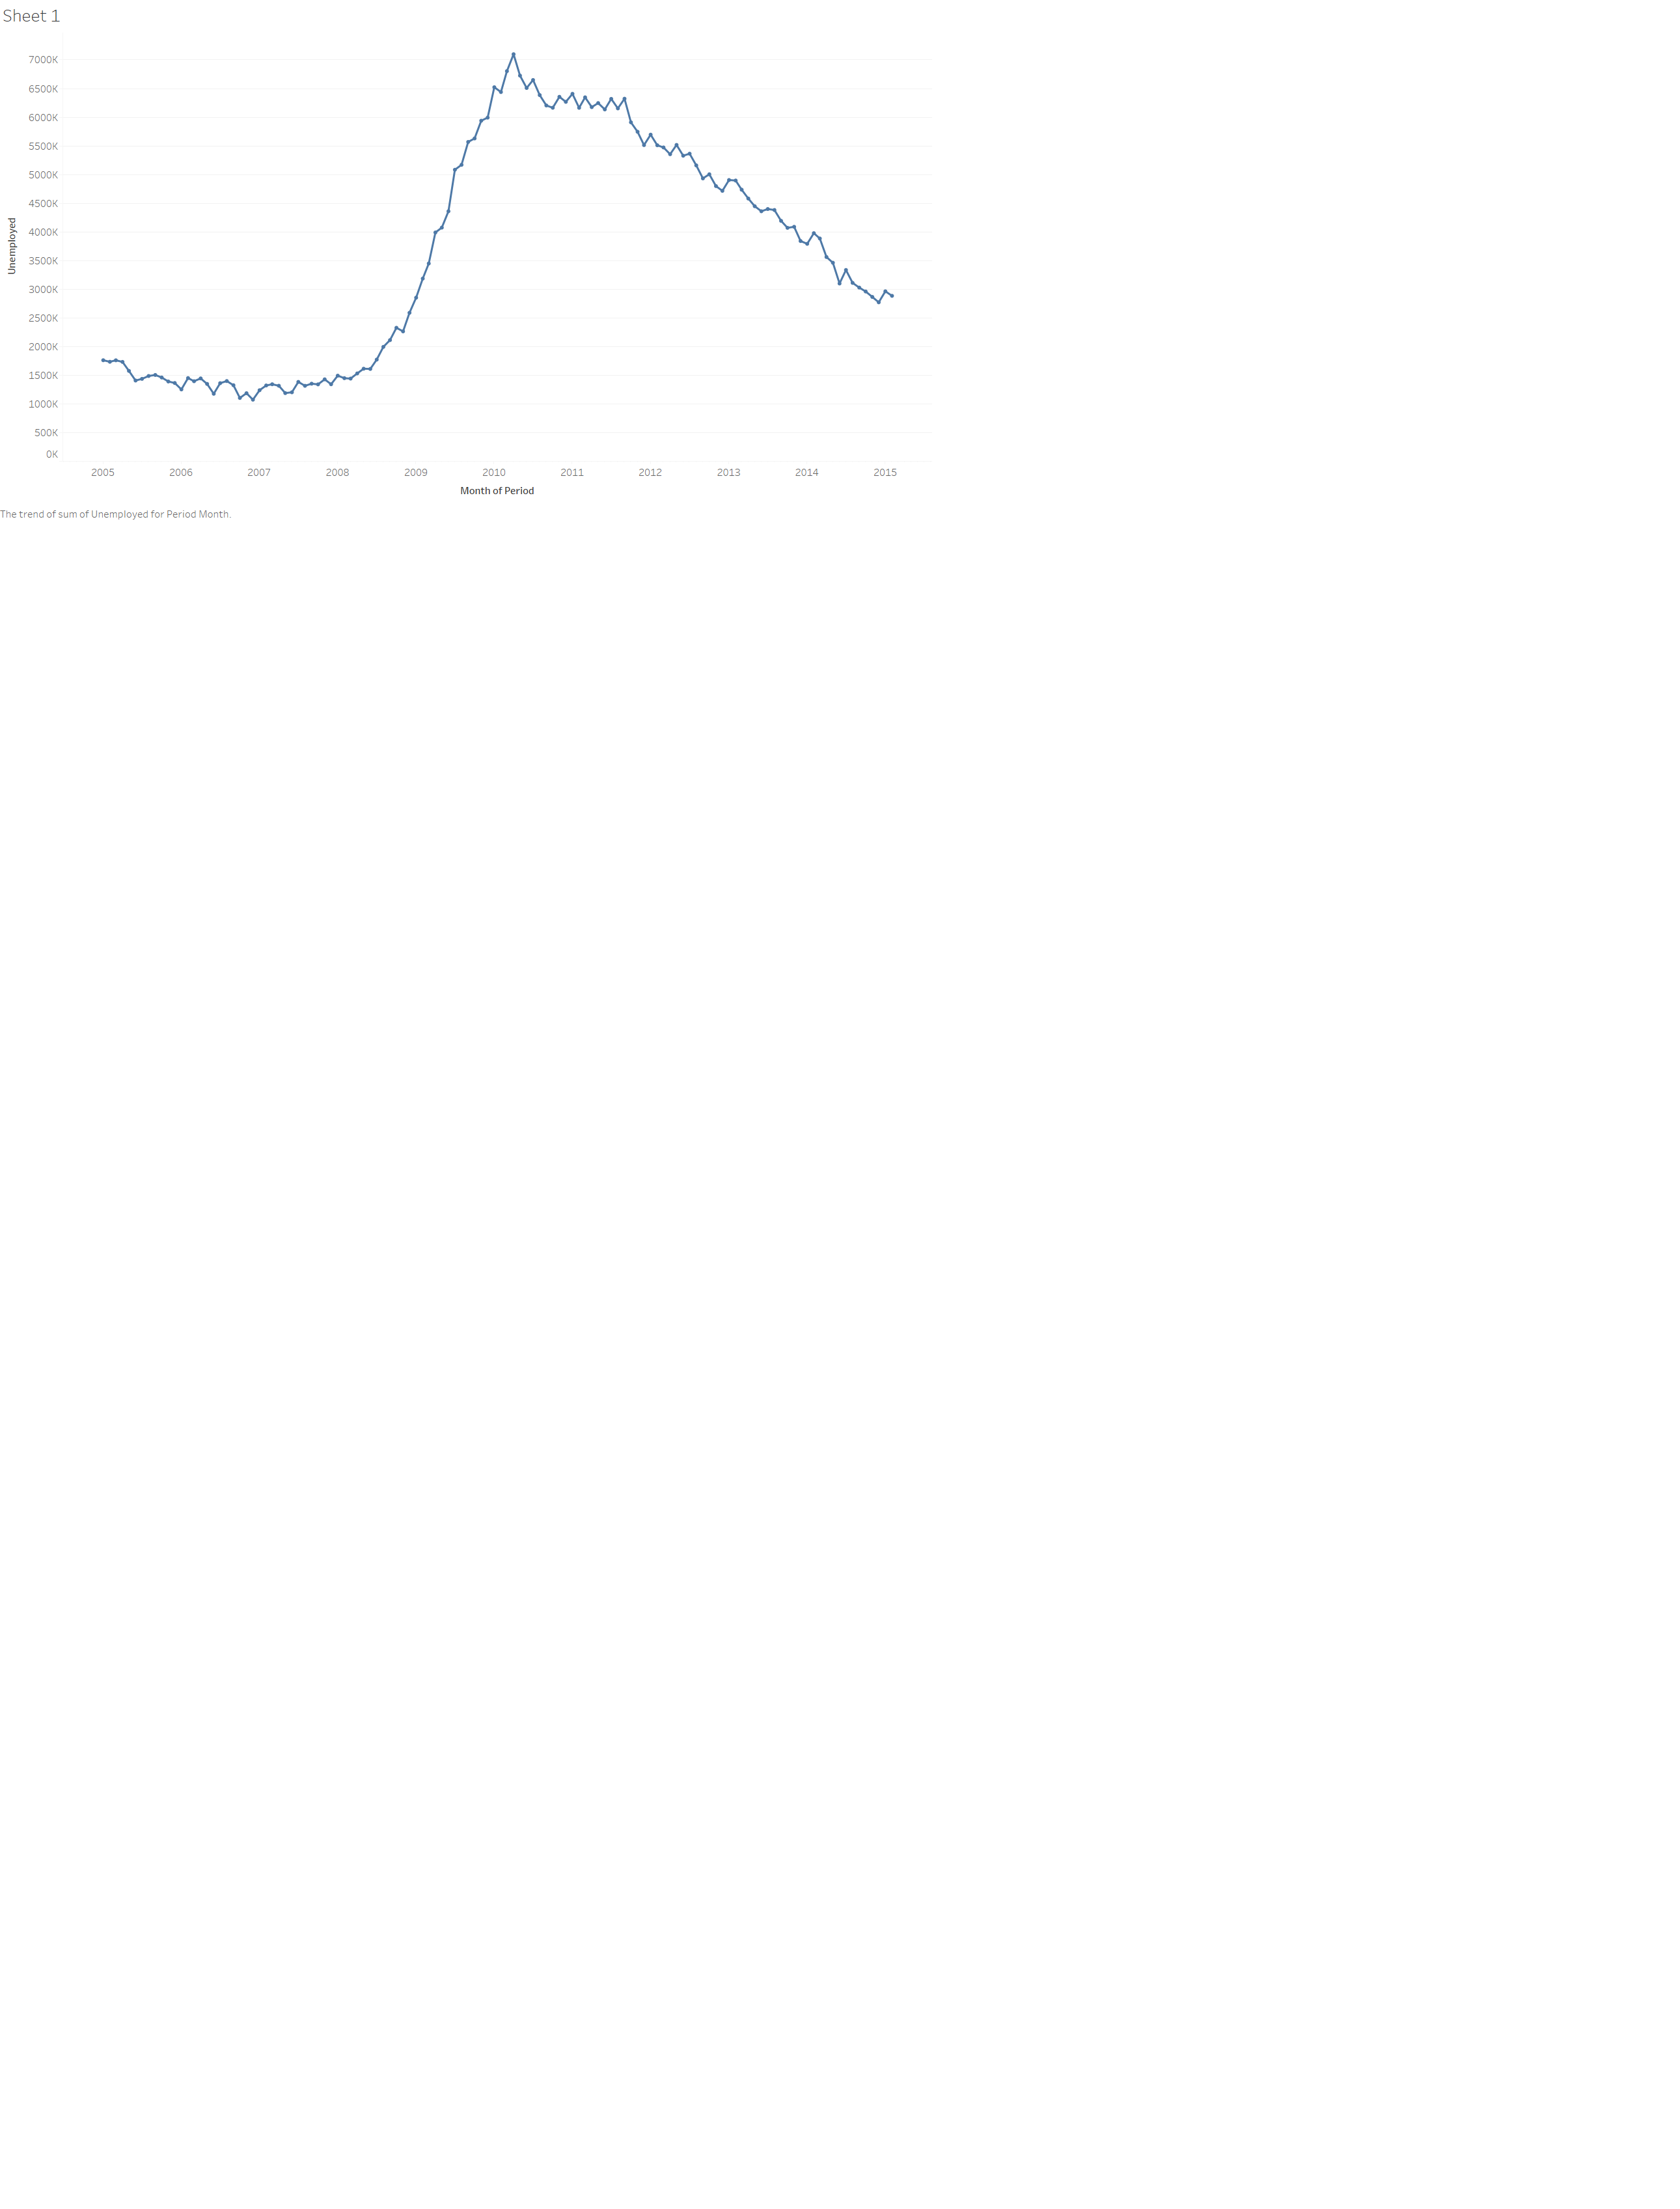 Sheet 1
7000K
6500K
6000K
5500K
5000K
4500K
4000K
3500K
3000K
2500K
2000K
1500K
1000K
500K
0K
Unemployed
2005 2006 2007 2008 2009 2010 2011 2012 2013 2014 2015
Month of Period
The trend of sum of Unemployed for Period Month.